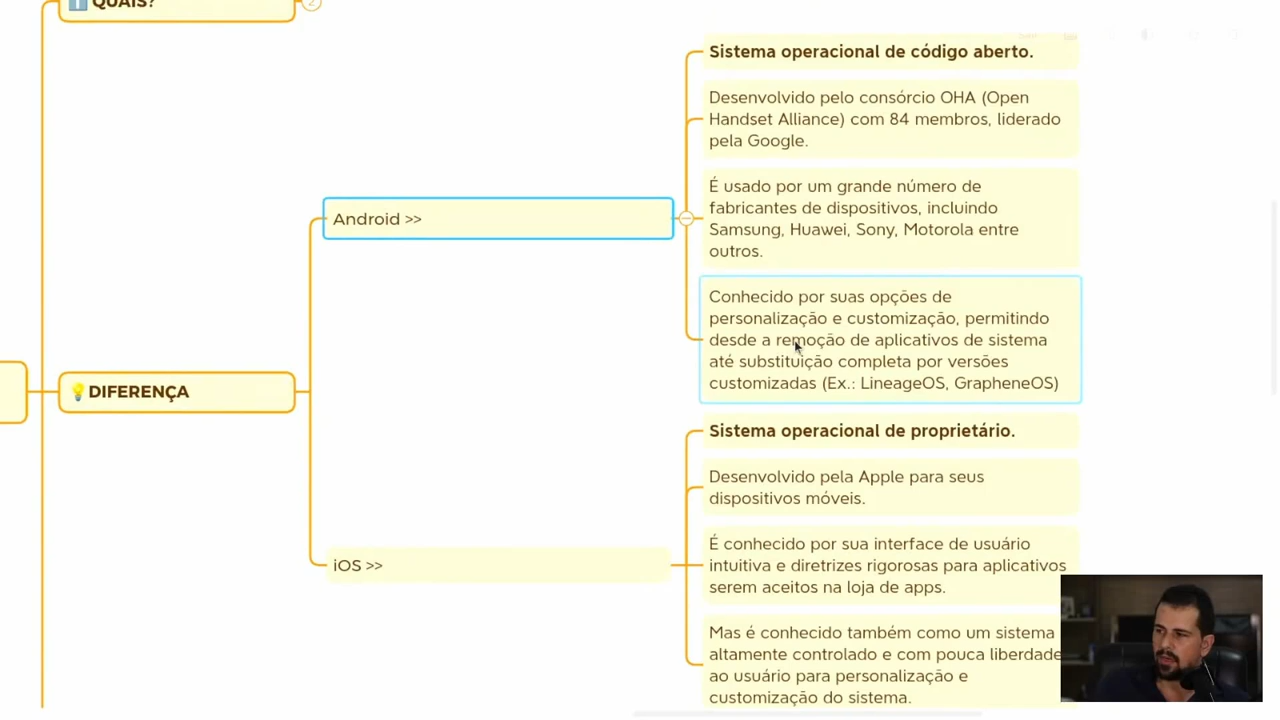 QUAIS?
2
Sistema operacional de código aberto.
Desenvolvido pelo consórcio OHA (Open
Handset Alliance) com 84 membros, liderado
pela Google.
Android >>
É usado por um grande número de
fabricantes de dispositivos, incluindo
Samsung, Huawei, Sony, Motorola entre
outros.
Conhecido por suas opções de
personalização e customização, permitindo
desde a remoção de aplicativos de sistema
até substituição completa por versões
customizadas (Ex.: LineageOS, GrapheneOS)
DIFERENÇA
Sistema operacional de proprietário.
Desenvolvido pela Apple para seus
dispositivos móveis.
iOS >>
É conhecido por sua interface de usuário
intuitiva e diretrizes rigorosas para aplicativos
serem aceitos na loja de apps.
Mas é conhecido também como um sistema
altamente controlado e com pouca liberdade
ao usuário para personalização e
customização do sistema.